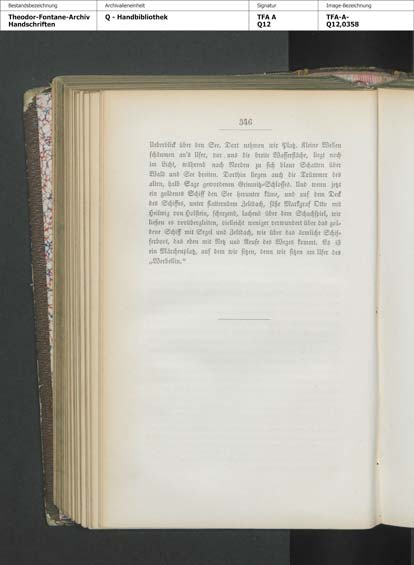 Bestandsbezeichnung Archivalieneinheit Signatur Image-Bezeichnung
Theodor-Fontane-Archiv Q - Handbibliothek TFA A TFA-A-
Handschriften Q12 Q12,0358
346
Ueberblick über den See. Dort nehmen wir Platz. Kleine Wellen
schäumen an's Ufer, vor uns die breite Wasserfläche, liegt noch
im Licht, während nach Norden zu sich blaue Schatten über
Wald und See breiten. Dorthin liegen auch die Trümmer des
alten, halb Sage gewordenen Grimnitz-Schlosses. Und wenn jetzt
ein goldenes Schiff den See herunter käme, und auf dem Deck
des Schiffes, unter flatterndem Zeltdach, säße Markgraf Otto mit
Heilwig von Holstein, scherzend, lachend über dem Schachspiel, wir
ließen es vorübergleiten, vielleicht weniger verwundert über das gol-
dene Schiff mit Segel und Zeltdach, wie über das ärmliche Schif-
ferboot, das eben mit Netz und Reuse des Weges kommt. Es ist
ein Märchenplatz, auf dem wir sitzen, denn wir sitzen am Ufer des
„Werbellin.“